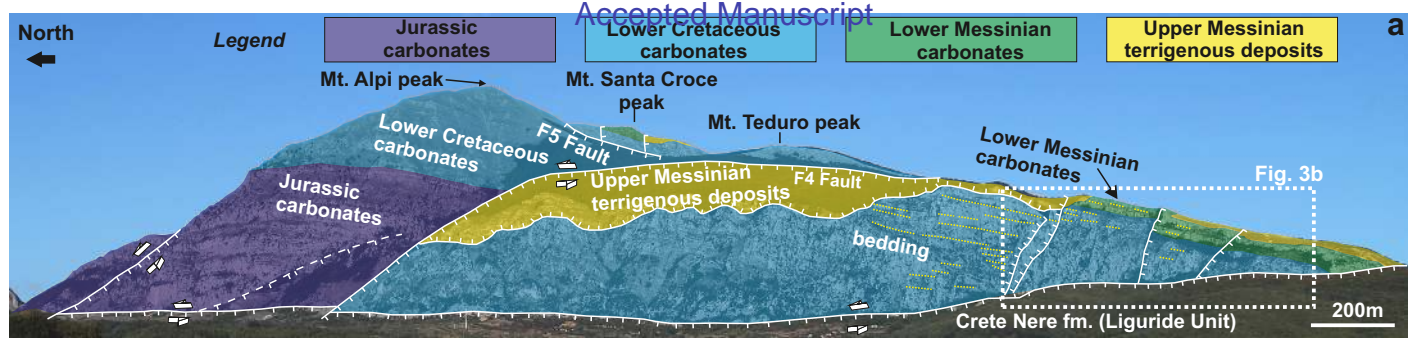 Accepted Manuscript
North
Legend
Jurassic
carbonates
Lower Cretaceous
carbonates
Lower Messinian
carbonates
Upper Messinian
terrigenous deposits
a
Mt. Alpi peak
Mt. Santa Croce
peak
Mt. Teduro peak
Lower Messinian
carbonates
Lower Cretaceous
carbonates
F5 Fault
Fig. 3b
Jurassic
carbonates
Upper Messinian
terrigenous deposits
F4 Fault
bedding
Crete Nere fm. (Liguride Unit)
200m